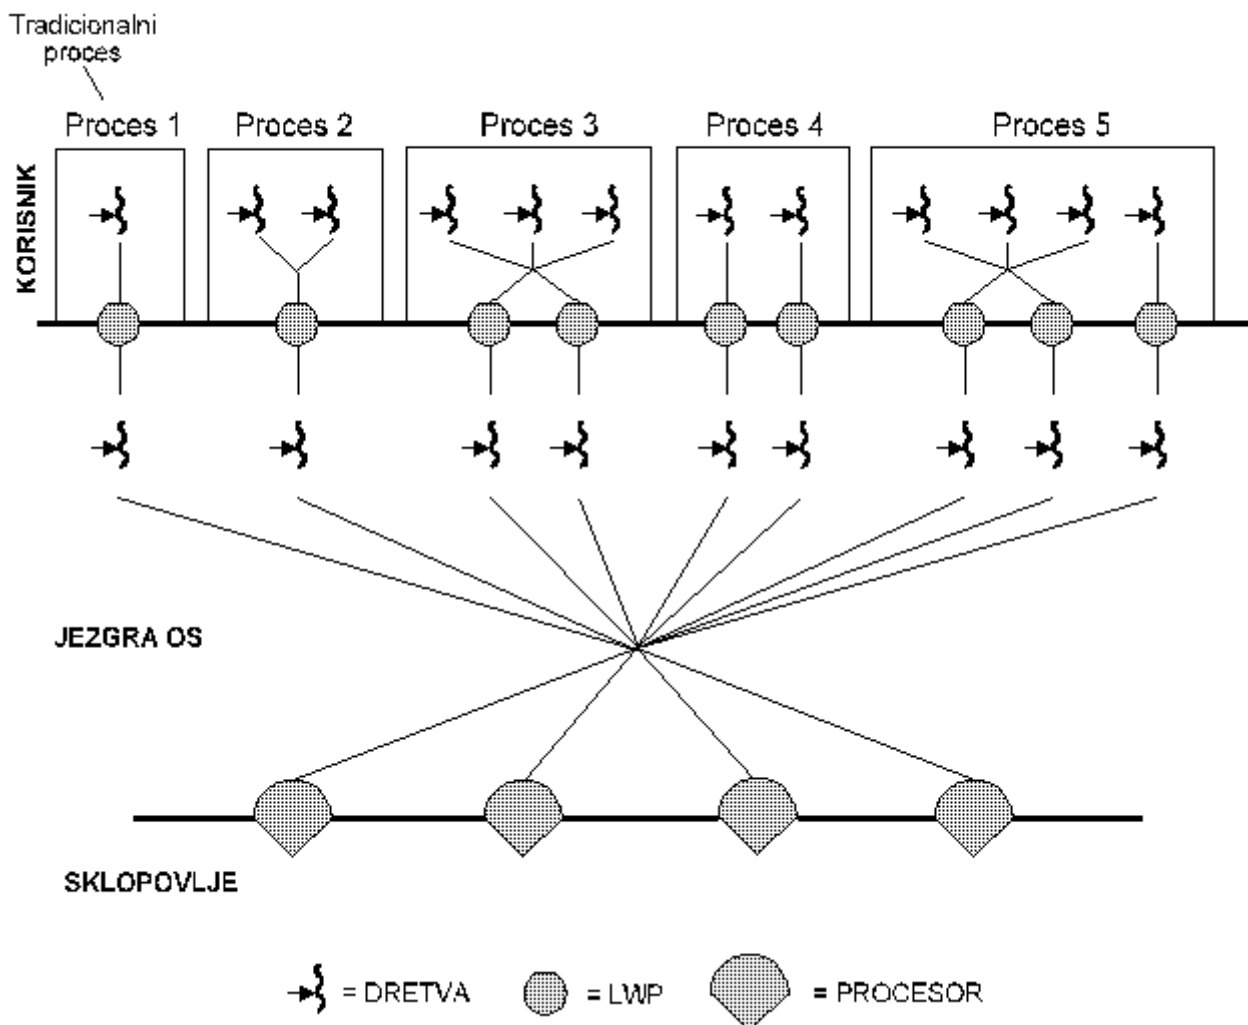 Tradicionalni
proces
Proces 1
Proces 2
Proces 3
Proces 4
Proces 5
KORISNIK
JEZGRA OS
SKLOPOVLJE
= DRETVA
= LWP
= PROCESOR